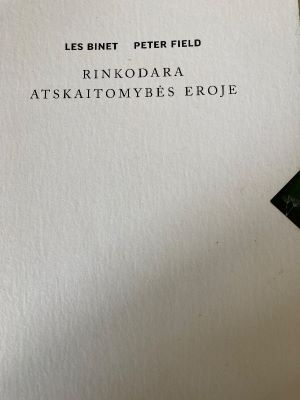 LES BINET PETER FIELD
RINKODARA
ATSKAITOMYBĖS EROJE